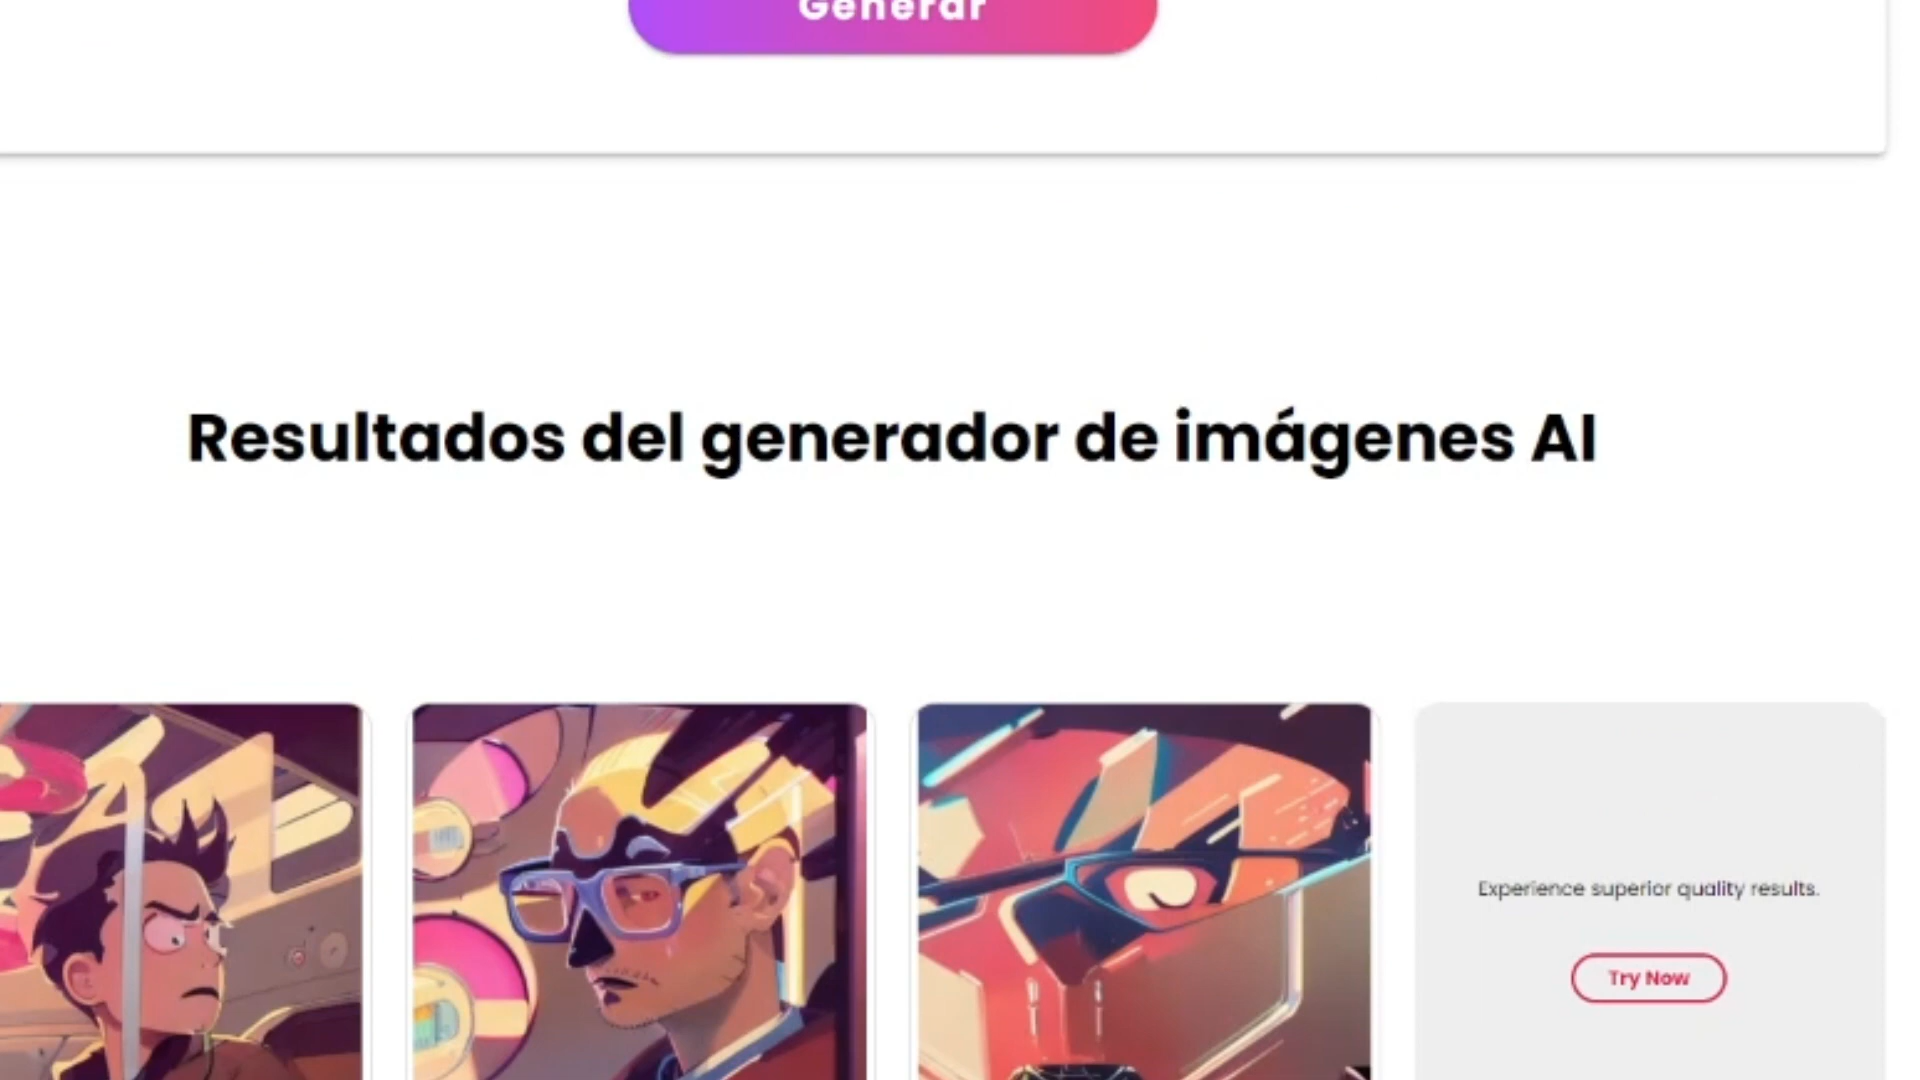 Generar
Resultados del generador de imágenes AI
Experience superior quality results.
Try Now